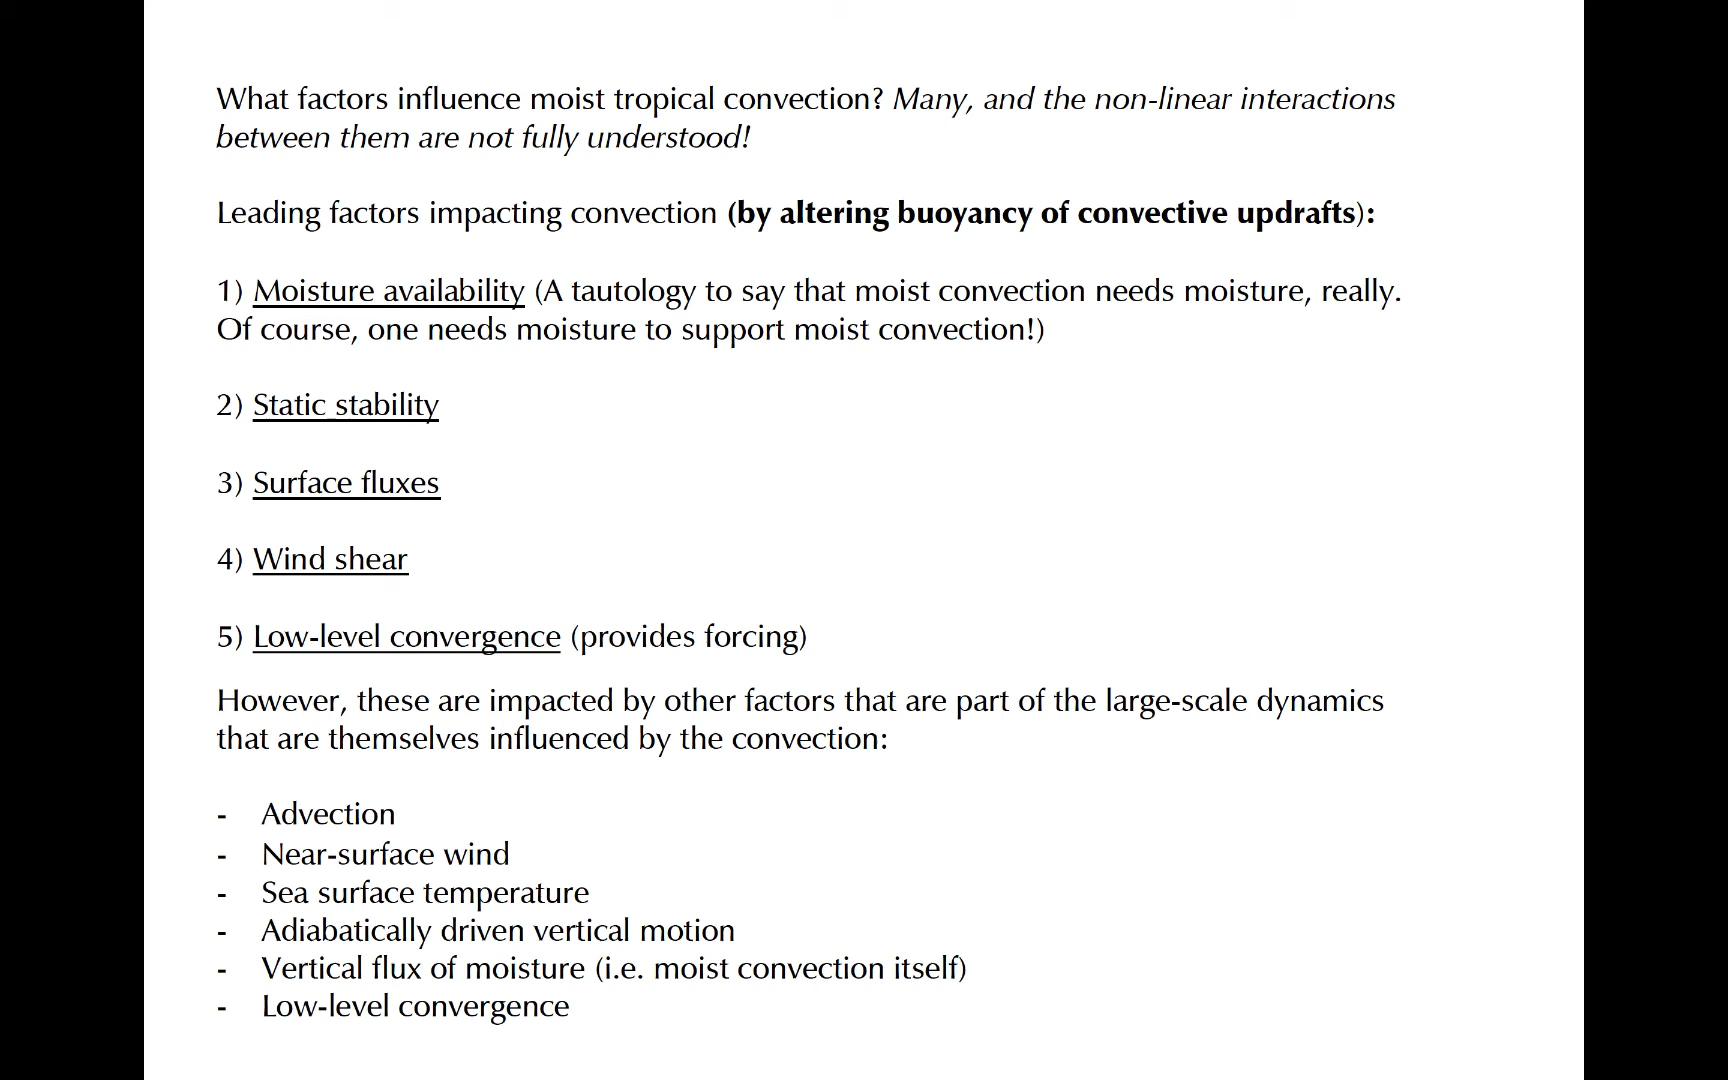 What factors influence moist tropical convection? Many, and the non-linear interactions
between them are not fully understood!
Leading factors impacting convection (by altering buoyancy of convective updrafts):
1) Moisture availability (A tautology to say that moist convection needs moisture, really.
Of course, one needs moisture to support moist convection!)
2) Static stability
3) Surface fluxes
4) Wind shear
5) Low-level convergence (provides forcing)
However, these are impacted by other factors that are part of the large-scale dynamics
that are themselves influenced by the convection:
- Advection
- Near-surface wind
- Sea surface temperature
- Adiabatically driven vertical motion
- Vertical flux of moisture (i.e. moist convection itself)
- Low-level convergence